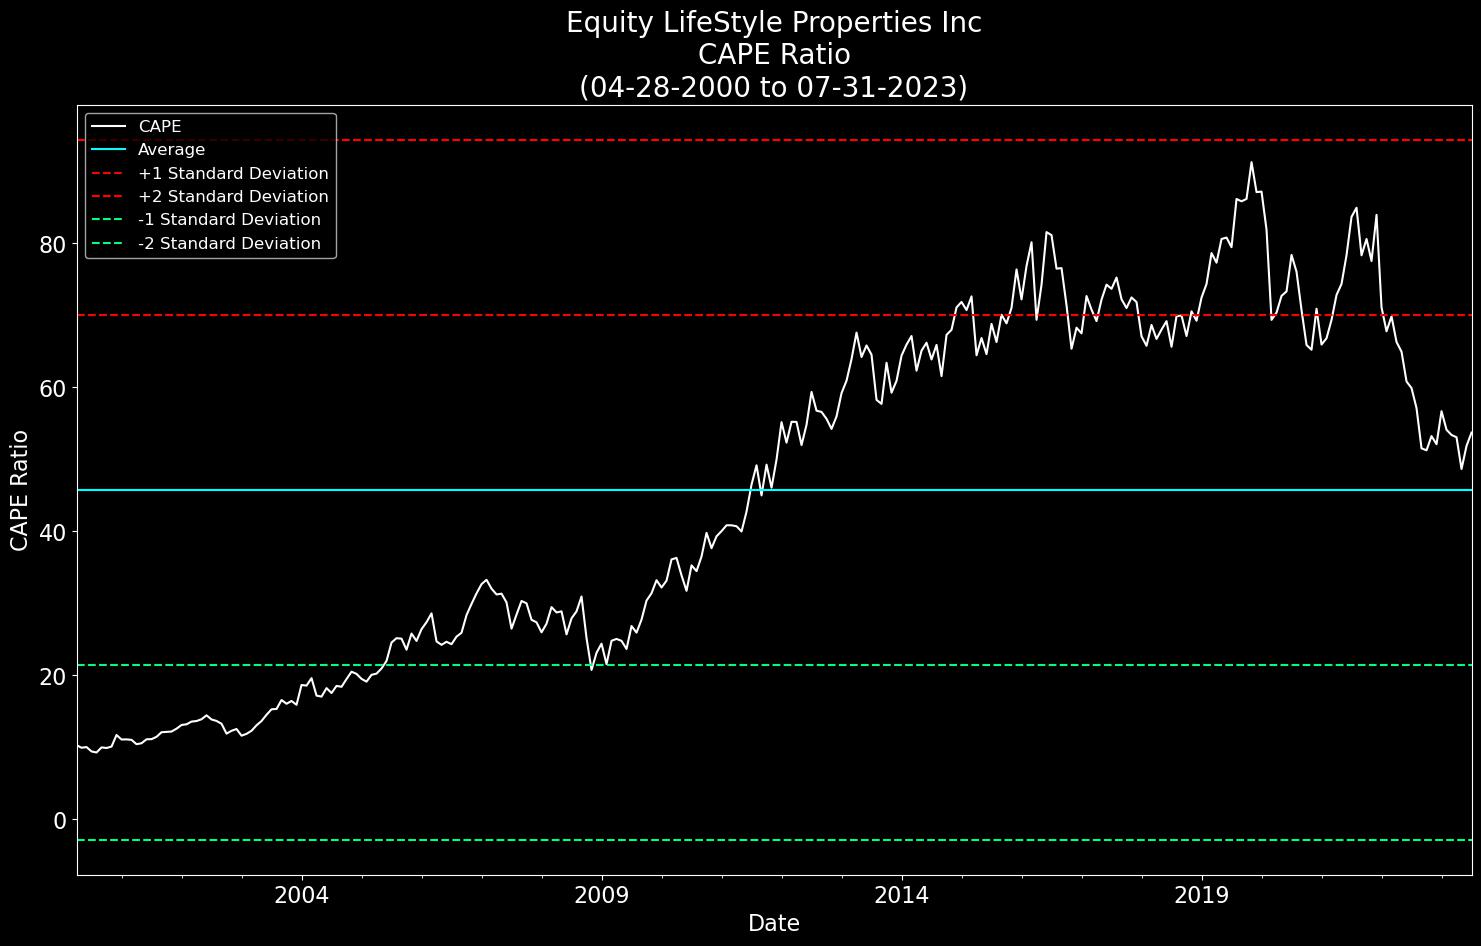 Equity LifeStyle Properties Inc
CAPE Ratio
(04-28-2000 to 07-31-2023)
CAPE
Average
+1 Standard Deviation
+2 Standard Deviation
-1 Standard Deviation
-2 Standard Deviation
80
60
40
20
0
CAPE Ratio
2004
2009
2014
2019
Date